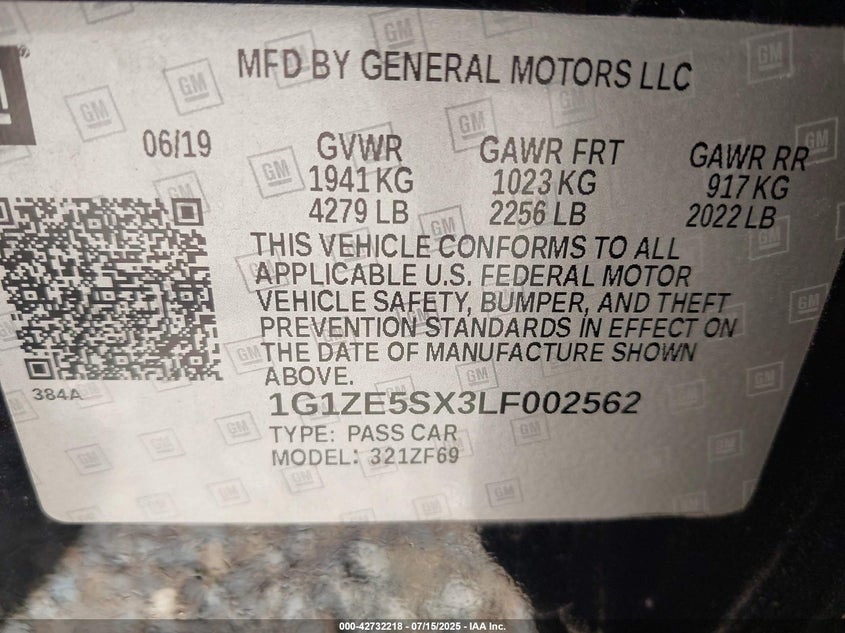 MFD BY GENERAL MOTORS LLC
06/19 GVWR GAWR FRT GAWR RR
1941 KG 1023 KG 917 KG
4279 LB 2256 LB 2022 LB
THIS VEHICLE CONFORMS TO ALL
APPLICABLE U.S. FEDERAL MOTOR
VEHICLE SAFETY, BUMPER, AND THEFT
PREVENTION STANDARDS IN EFFECT ON
THE DATE OF MANUFACTURE SHOWN
ABOVE.
384A
1G1ZE5SX3LF002562
TYPE: PASS CAR
MODEL: 321ZF69
000-42732218 - 07/15/2025 - IAA Inc.